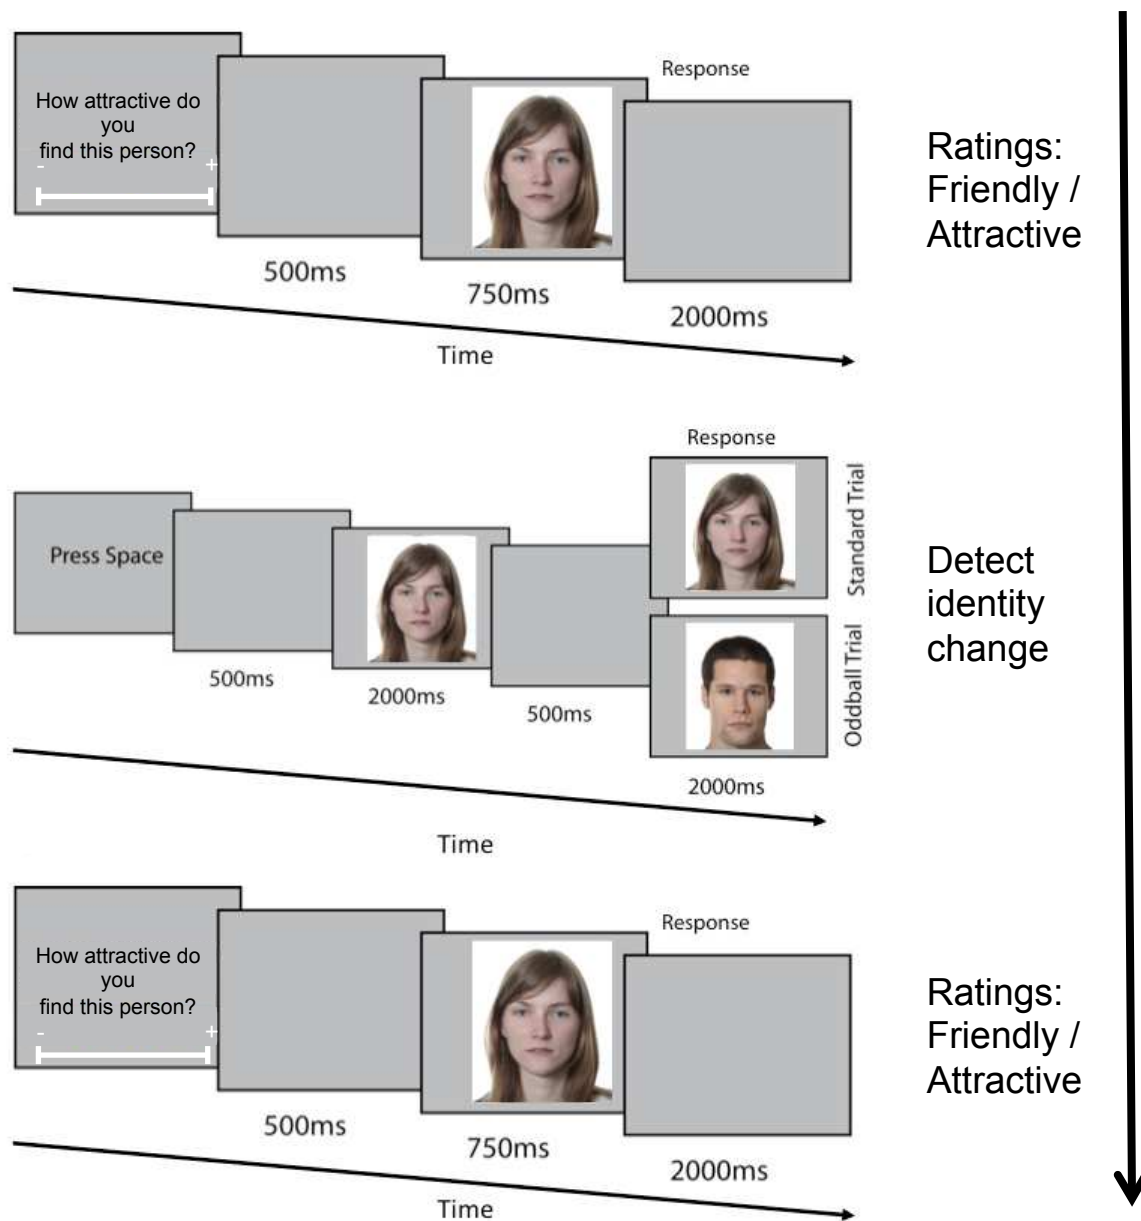 How attractive do
you
find this person?
- +
Response
500ms
750ms
2000ms
Time
Ratings:
Friendly /
Attractive
Press Space
500ms
2000ms
500ms
Response
Standard Trial
Oddball Trial
2000ms
Time
Detect
identity
change
How attractive do
you
find this person?
- +
Response
500ms
750ms
2000ms
Time
Ratings:
Friendly /
Attractive